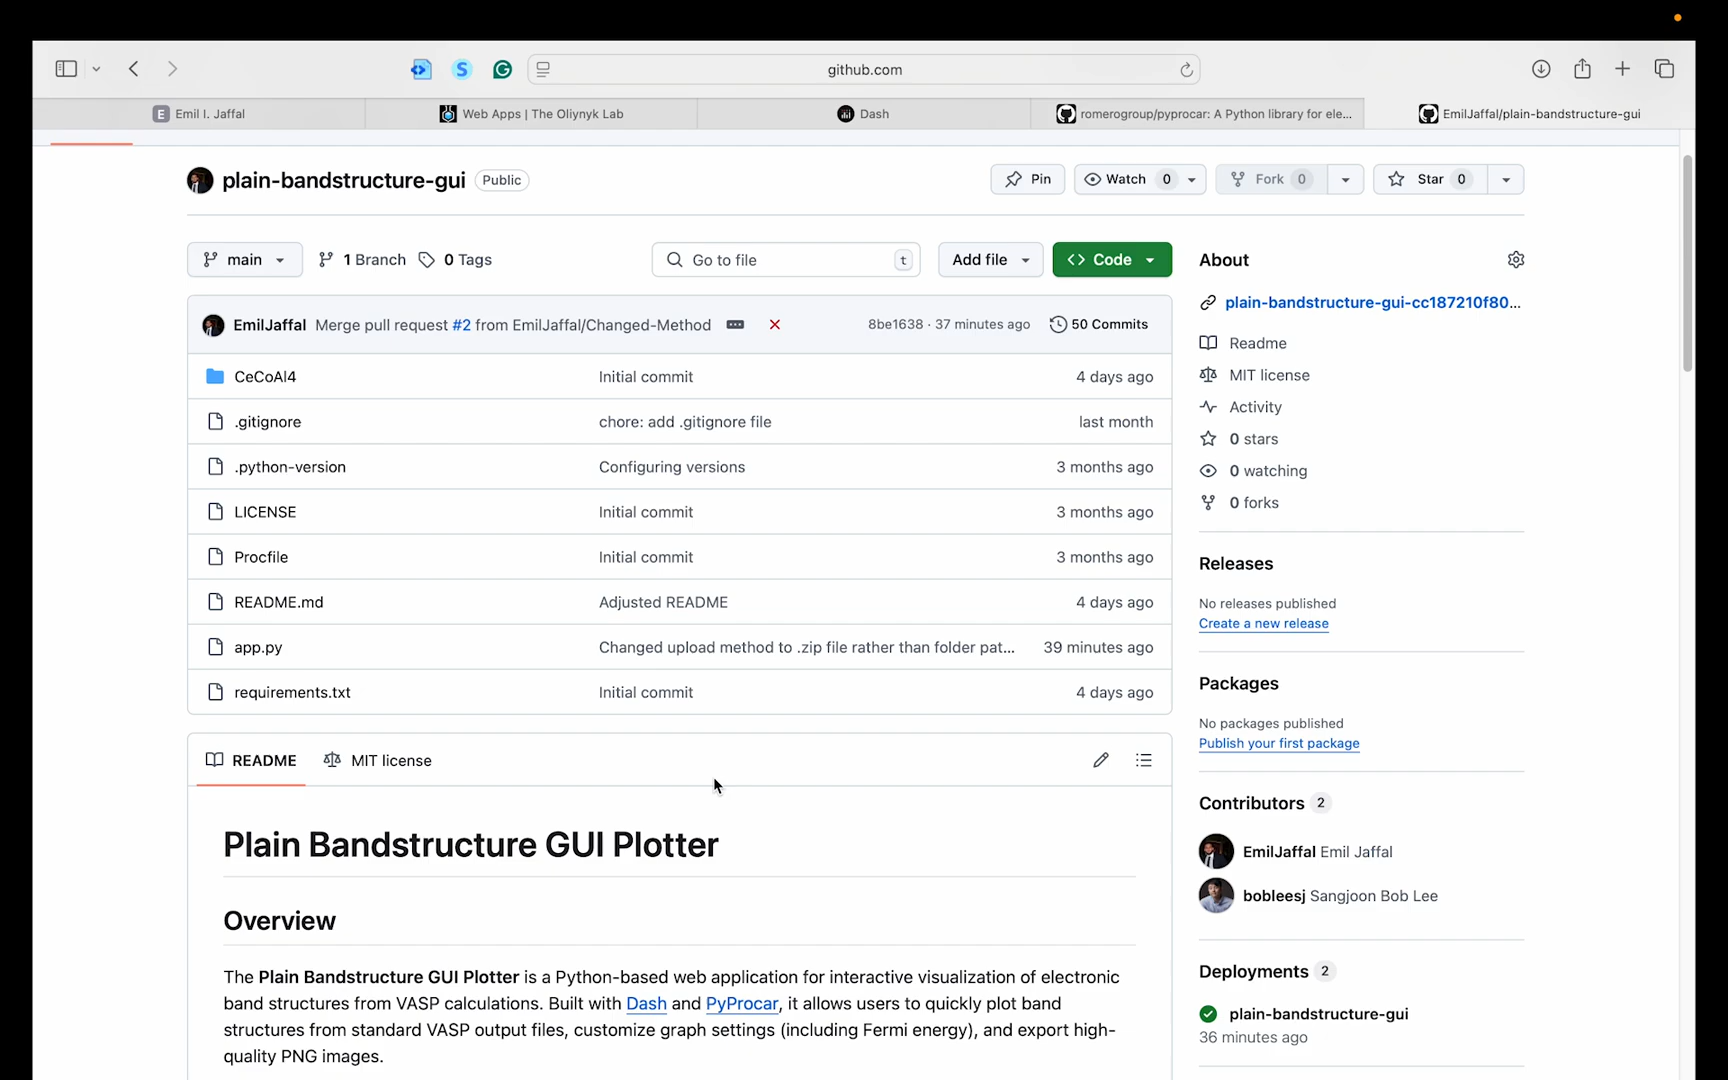 github.com
E Emil I. Jaffal
Web Apps | The Oliynyk Lab
Dash
romerogroup/pyprocar: A Python library for ele...
EmilJaffal/plain-bandstructure-gui
plain-bandstructure-gui Public
Pin
Watch 0
Fork 0
Star 0
main
1 Branch
0 Tags
Go to file t
Add file
Code
EmilJaffal Merge pull request #2 from EmilJaffal/Changed-Method
8be1638 · 37 minutes ago
50 Commits
CeCoAl4 Initial commit 4 days ago
.gitignore chore: add .gitignore file last month
.python-version Configuring versions 3 months ago
LICENSE Initial commit 3 months ago
Procfile Initial commit 3 months ago
README.md Adjusted README 4 days ago
app.py Changed upload method to .zip file rather than folder pat... 39 minutes ago
requirements.txt Initial commit 4 days ago
README MIT license
Plain Bandstructure GUI Plotter
Overview
The Plain Bandstructure GUI Plotter is a Python-based web application for interactive visualization of electronic
band structures from VASP calculations. Built with Dash and PyProcar, it allows users to quickly plot band
structures from standard VASP output files, customize graph settings (including Fermi energy), and export high-
quality PNG images.
About
plain-bandstructure-gui-cc187210f80...
Readme
MIT license
Activity
0 stars
0 watching
0 forks
Releases
No releases published
Create a new release
Packages
No packages published
Publish your first package
Contributors 2
EmilJaffal Emil Jaffal
bobleesj Sangjoon Bob Lee
Deployments 2
plain-bandstructure-gui
36 minutes ago